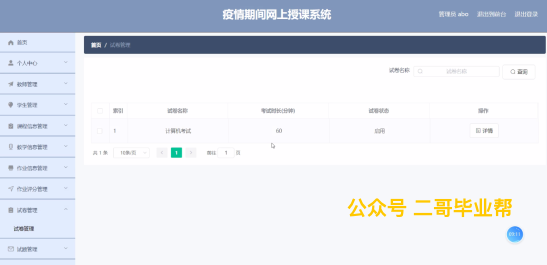 疫情期间网上授课系统
管理员 abo 退出到前台 退出登录
首页 / 试卷管理
首页
个人中心
教师管理
学生管理
课程信息管理
教学信息管理
作业信息管理
作业评分管理
试卷管理
试卷管理
试题管理
试卷名称 试卷名称 查询
索引 试卷名称 考试时长(分钟) 试卷状态 操作
1 计算机考试 60 启用 详情
共 1 条 10条/页 1 前往 1 页
公众号 二哥毕业帮